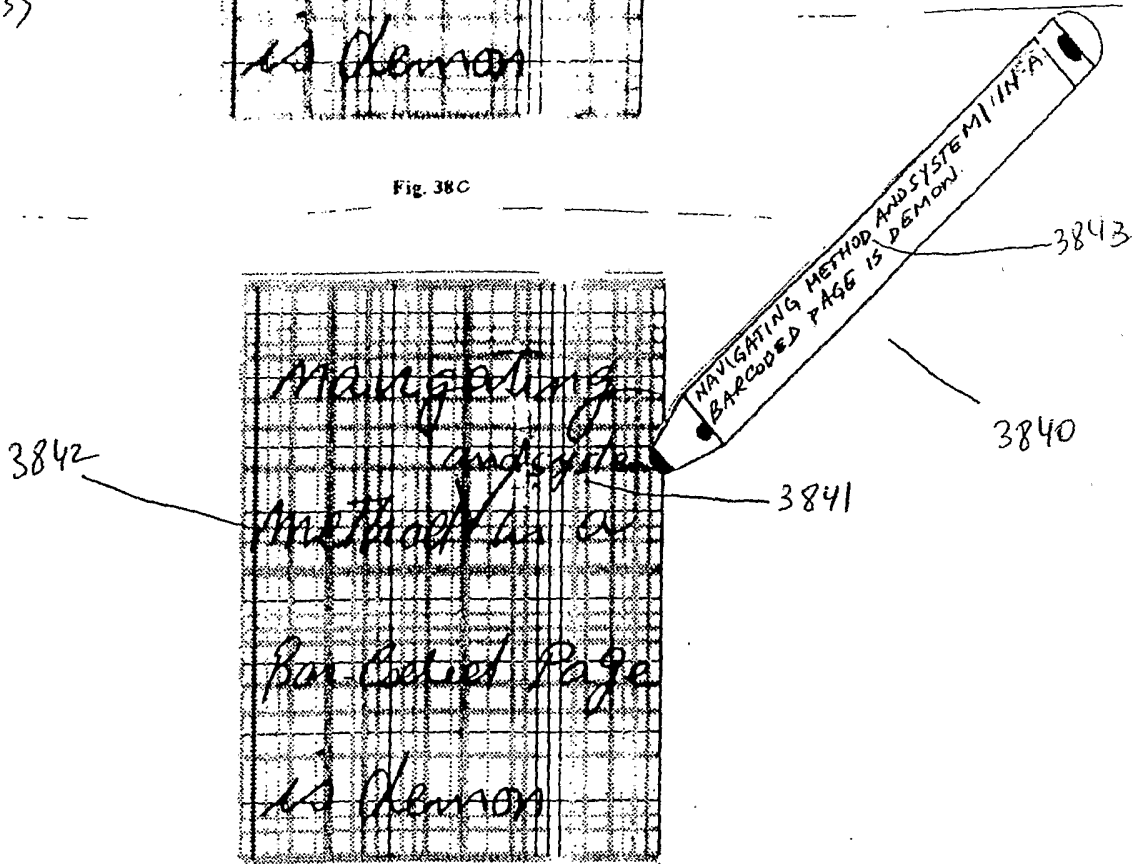 is demon
Fig. 38C
NAVIGATING METHOD AND SYSTEM IN A
BARCODED PAGE IS DEMON.
3843
3840
Navigating
and system
3842
3841
Method in a
Bar Coded Page
is demon